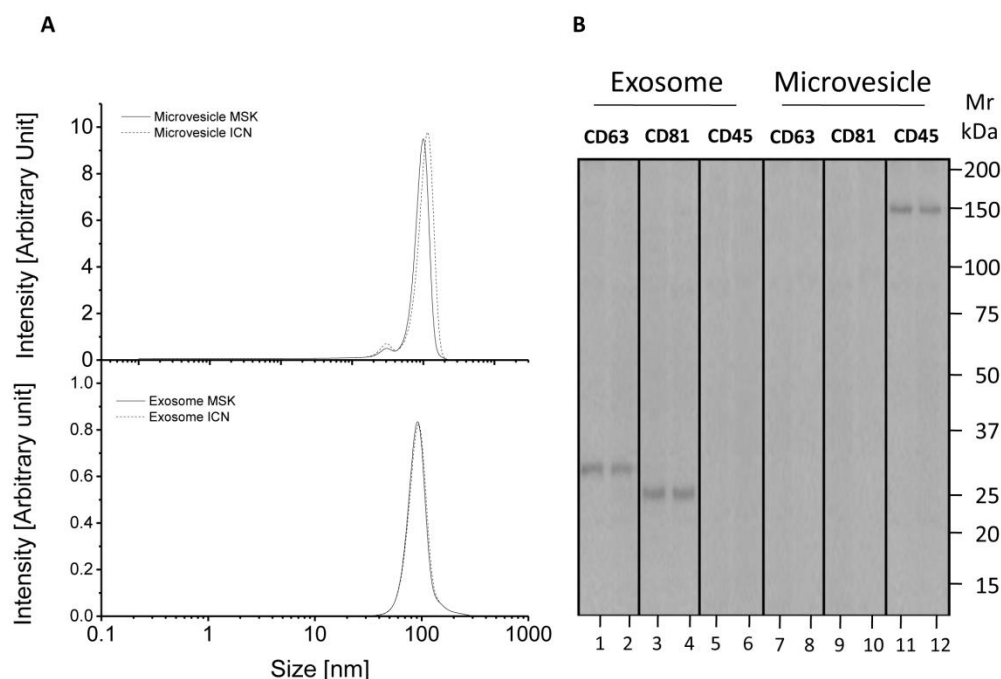 A
Intensity [Arbitrary Unit]
10
8
6
4
2
0
Microvesicle MSK
Microvesicle ICN
Intensity [Arbitrary unit]
1.0
0.8
0.6
0.4
0.2
0.0
Exosome MSK
Exosome ICN
0.1 1 10 100 1000
Size [nm]
B
Exosome Microvesicle
Mr
kDa
CD63 CD81 CD45 CD63 CD81 CD45
200
150
100
75
50
37
25
20
15
1 2 3 4 5 6 7 8 9 10 11 12